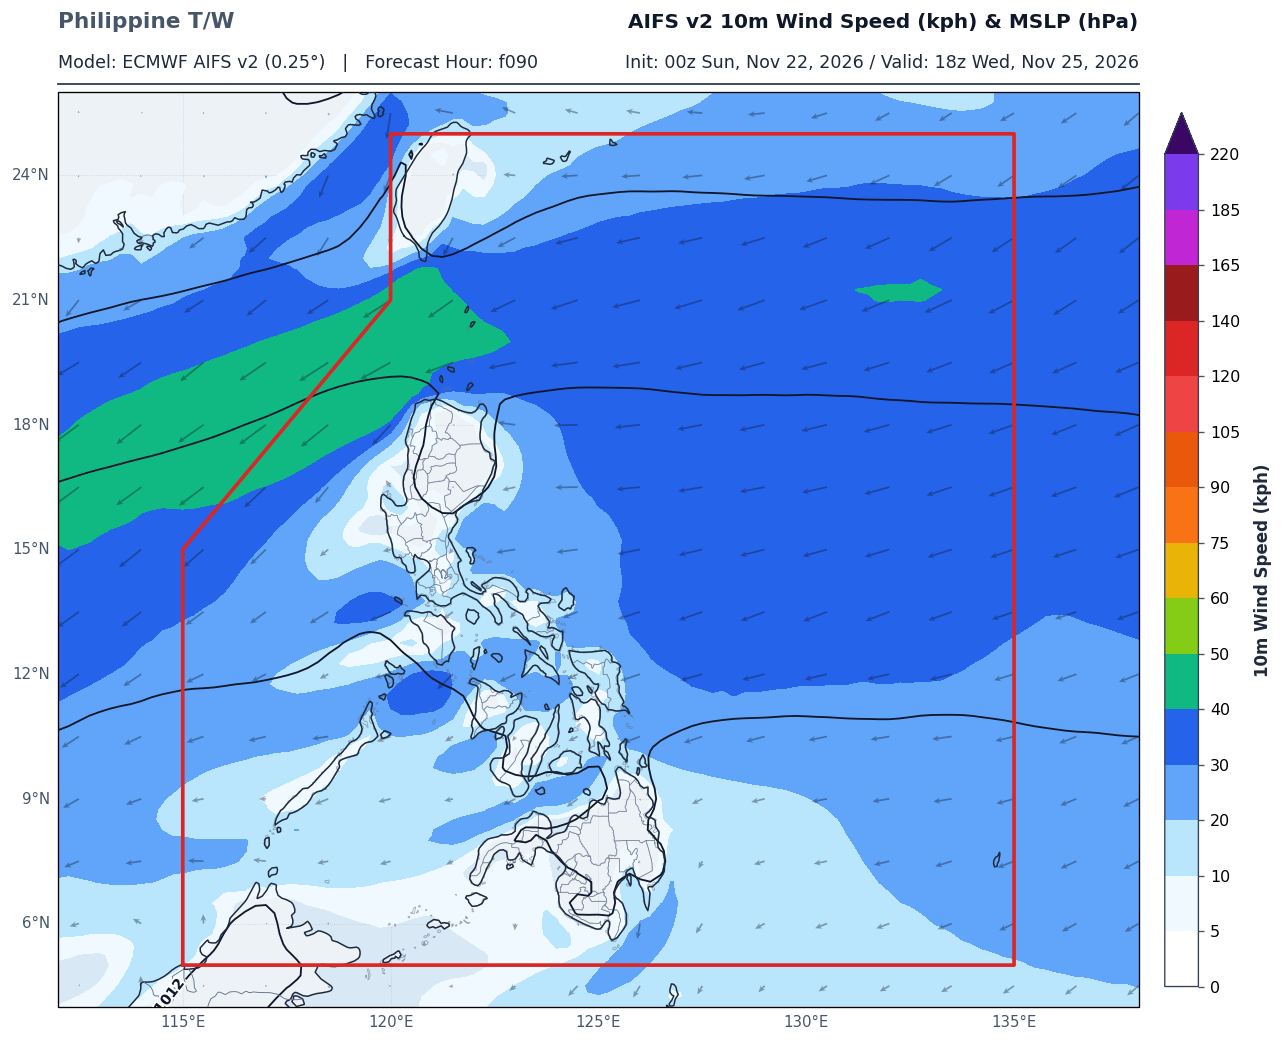 Philippine T/W
AIFS v2 10m Wind Speed (kph) & MSLP (hPa)
Model: ECMWF AIFS v2 (0.25°) | Forecast Hour: f090
Init: 00z Sun, Nov 22, 2026 / Valid: 18z Wed, Nov 25, 2026
24°N
21°N
18°N
15°N
12°N
9°N
6°N
115°E
120°E
125°E
130°E
135°E
1012
220
185
165
140
120
105
90
75
60
50
40
30
20
10
5
0
10m Wind Speed (kph)